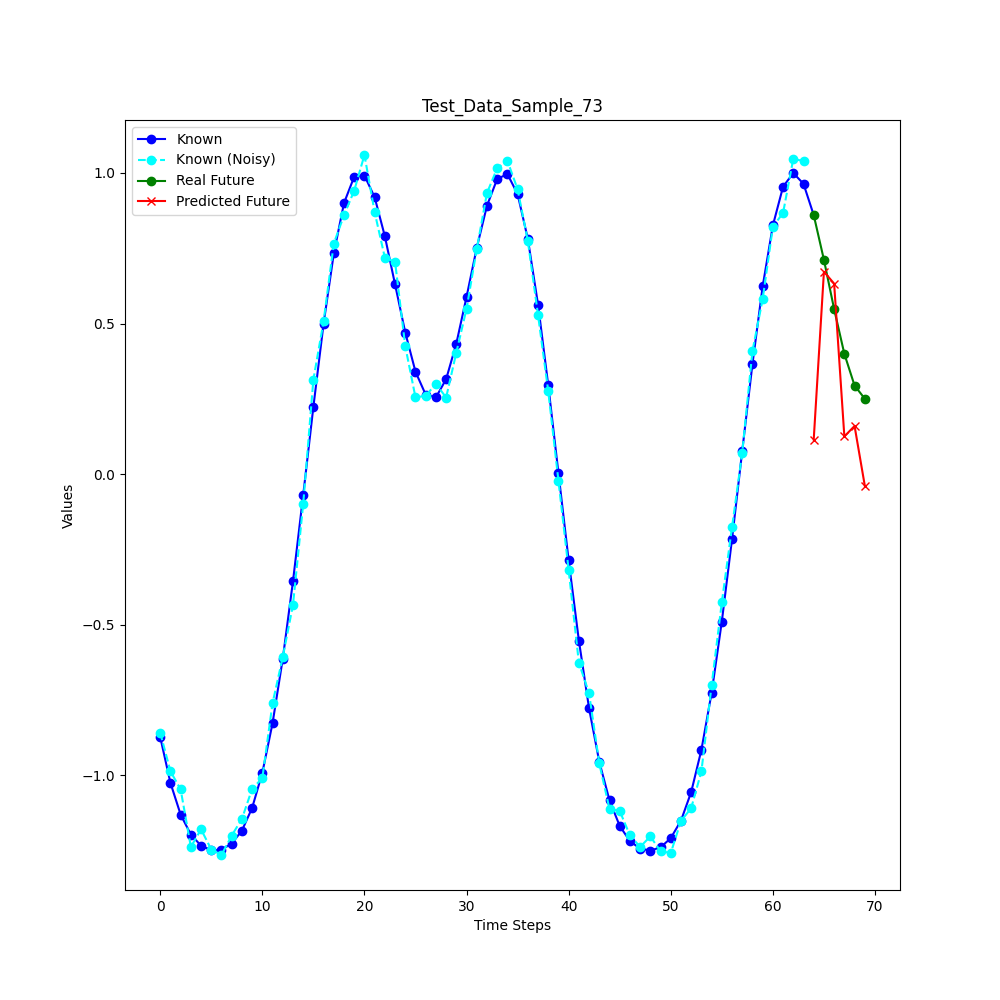 Test_Data_Sample_73
Known
Known (Noisy)
Real Future
Predicted Future
Values
1.0
0.5
0.0
−0.5
−1.0
0 10 20 30 40 50 60 70
Time Steps